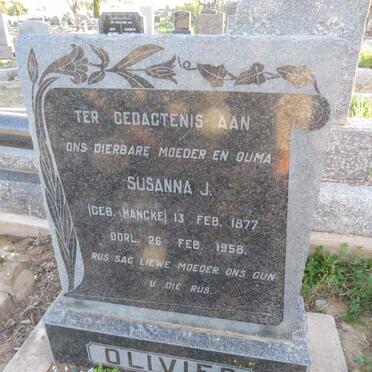 TER GEDAGTENIS AAN
ONS DIERBARE MOEDER EN OUMA
SUSANNA J.
(GEB. HANCKE) 13 FEB. 1877
OORL. 26 FEB. 1958.
RUS SAG LIEWE MOEDER ONS GUN
U DIE RUS.
OLIVIER